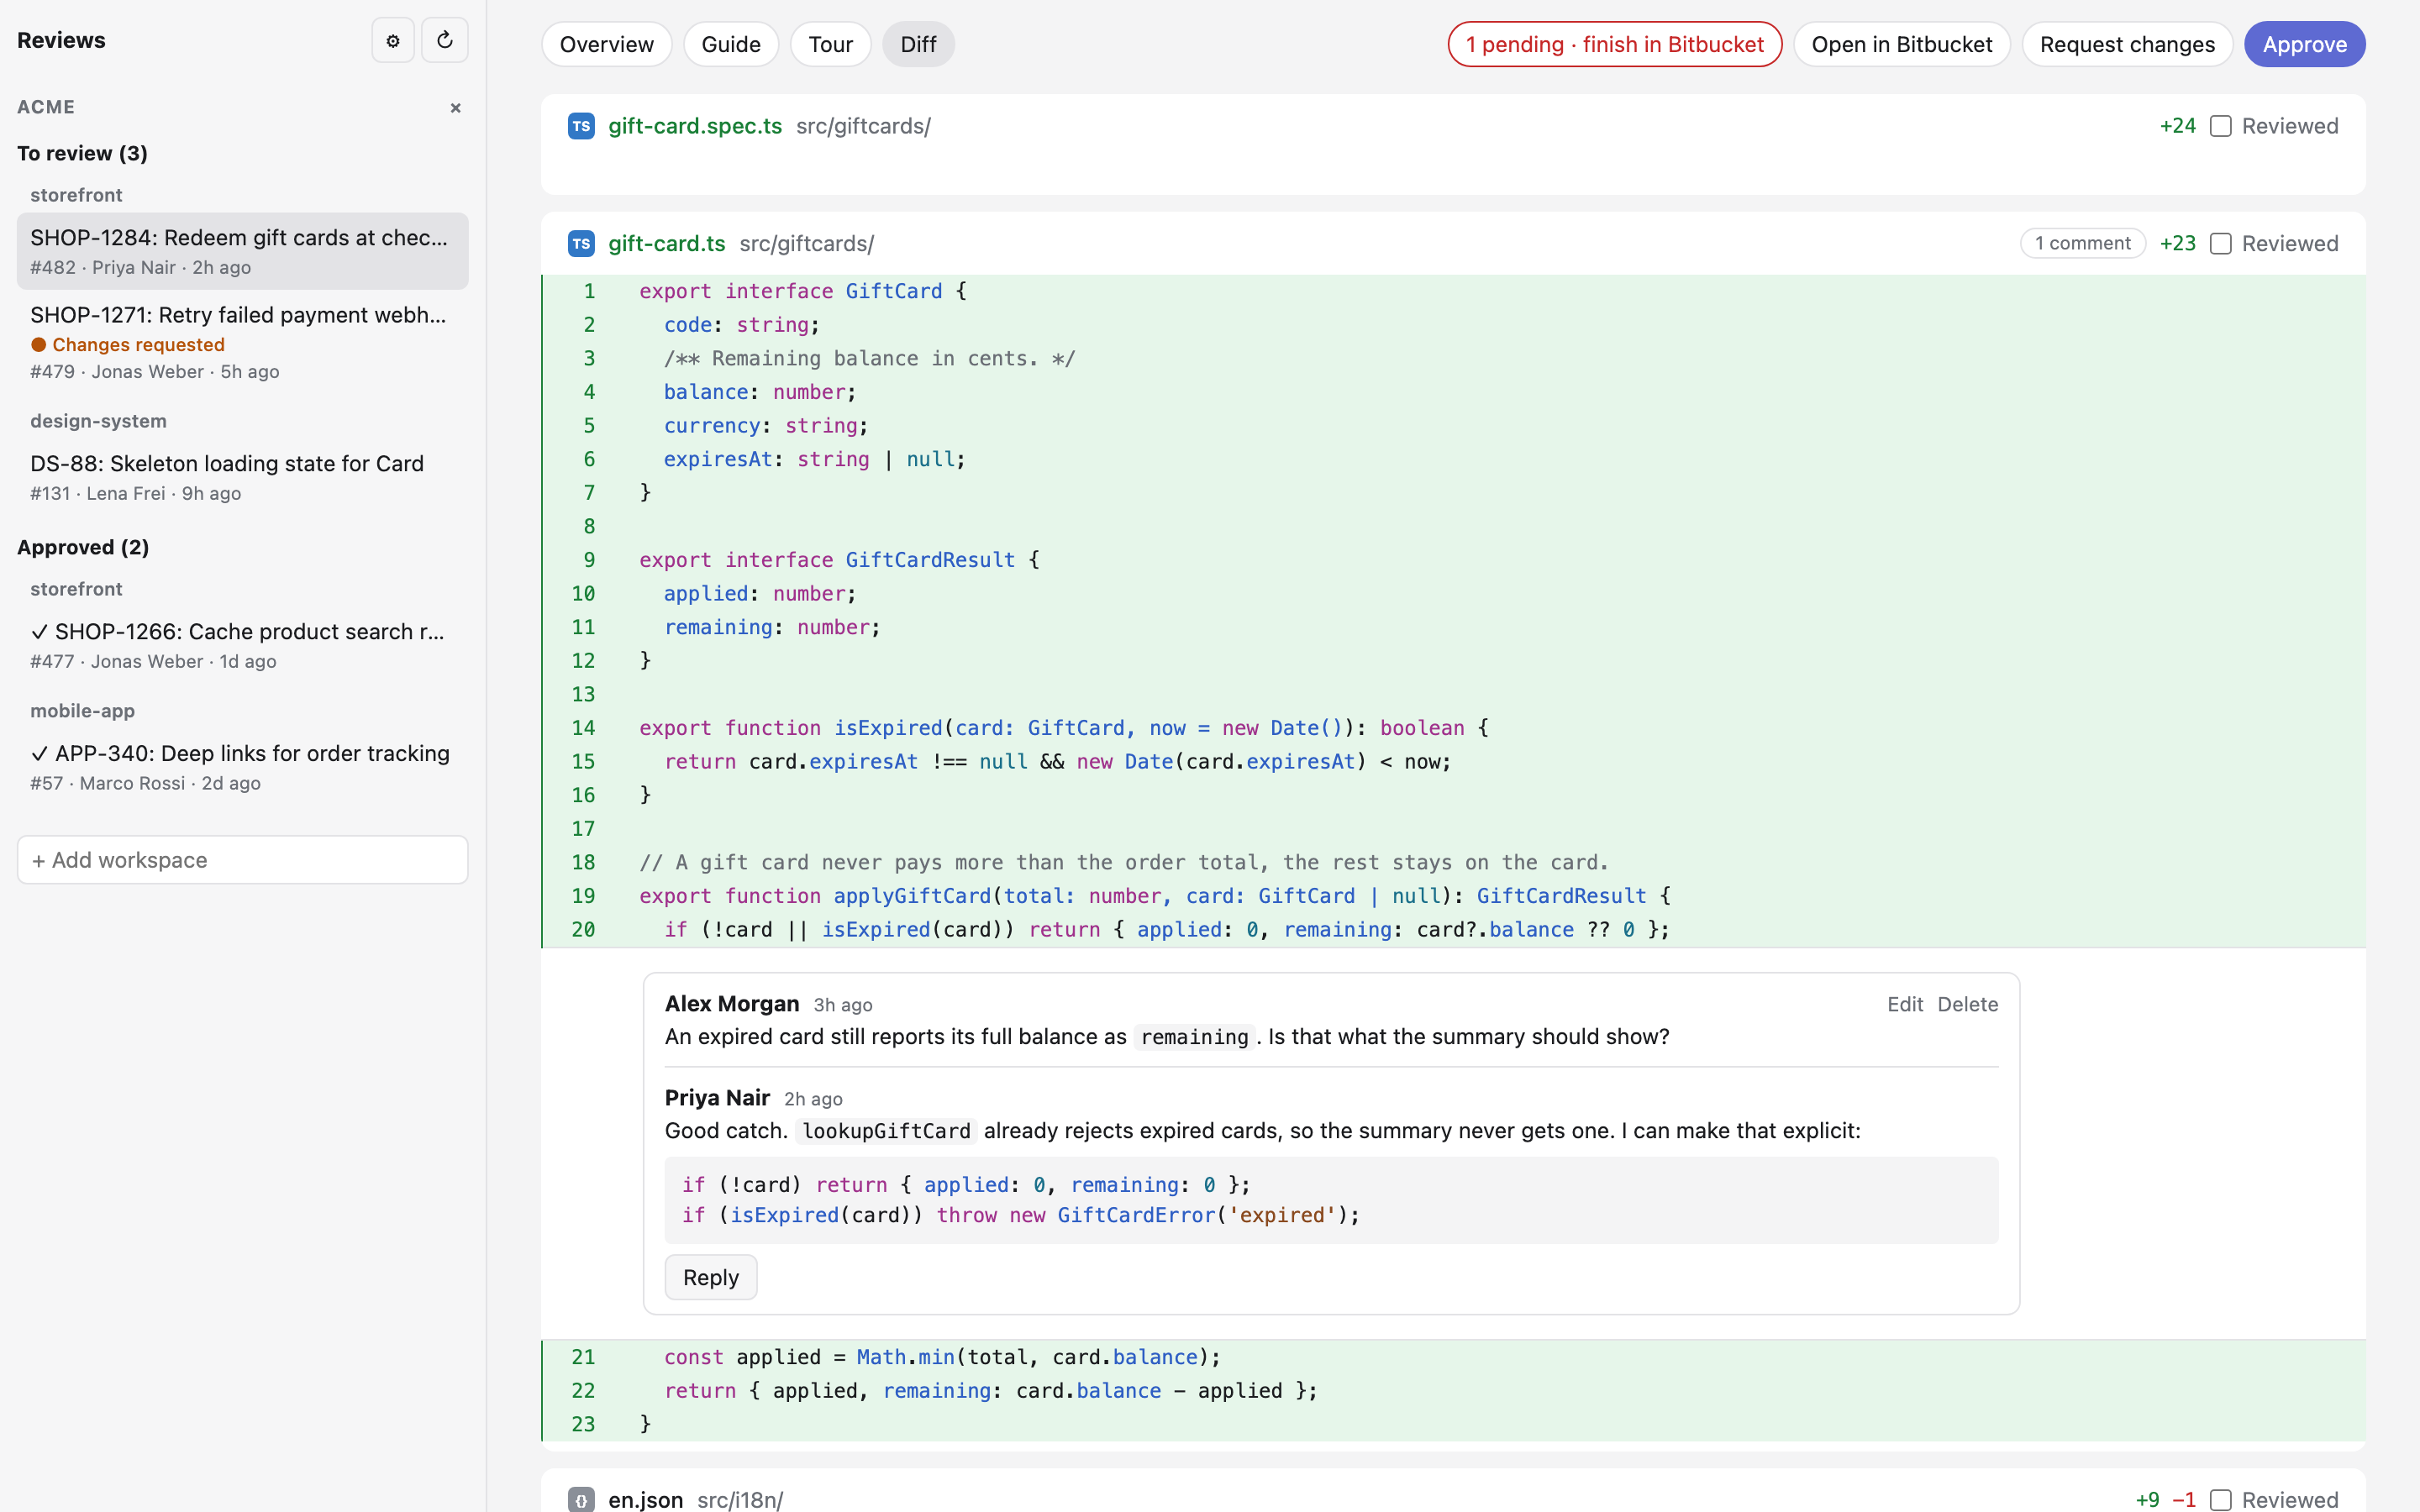 Reviews
⚙ ↻
ACME ×
To review (3)
storefront
SHOP-1284: Redeem gift cards at chec...
#482 · Priya Nair · 2h ago
SHOP-1271: Retry failed payment webh...
Changes requested
#479 · Jonas Weber · 5h ago
design-system
DS-88: Skeleton loading state for Card
#131 · Lena Frei · 9h ago
Approved (2)
storefront
✓ SHOP-1266: Cache product search r...
#477 · Jonas Weber · 1d ago
mobile-app
✓ APP-340: Deep links for order tracking
#57 · Marco Rossi · 2d ago
+ Add workspace
Overview Guide Tour Diff
1 pending · finish in Bitbucket Open in Bitbucket Request changes Approve
TS gift-card.spec.ts src/giftcards/ +24 Reviewed
TS gift-card.ts src/giftcards/ 1 comment +23 Reviewed
1 export interface GiftCard {
2   code: string;
3   /** Remaining balance in cents. */
4   balance: number;
5   currency: string;
6   expiresAt: string | null;
7 }
8
9 export interface GiftCardResult {
10   applied: number;
11   remaining: number;
12 }
13
14 export function isExpired(card: GiftCard, now = new Date()): boolean {
15   return card.expiresAt !== null && new Date(card.expiresAt) < now;
16 }
17
18 // A gift card never pays more than the order total, the rest stays on the card.
19 export function applyGiftCard(total: number, card: GiftCard | null): GiftCardResult {
20   if (!card || isExpired(card)) return { applied: 0, remaining: card?.balance ?? 0 };
Alex Morgan 3h ago Edit Delete
An expired card still reports its full balance as remaining. Is that what the summary should show?
Priya Nair 2h ago
Good catch. lookupGiftCard already rejects expired cards, so the summary never gets one. I can make that explicit:
if (!card) return { applied: 0, remaining: 0 };
if (isExpired(card)) throw new GiftCardError('expired');
Reply
21   const applied = Math.min(total, card.balance);
22   return { applied, remaining: card.balance - applied };
23 }
{} en.json src/i18n/ +9 −1 Reviewed